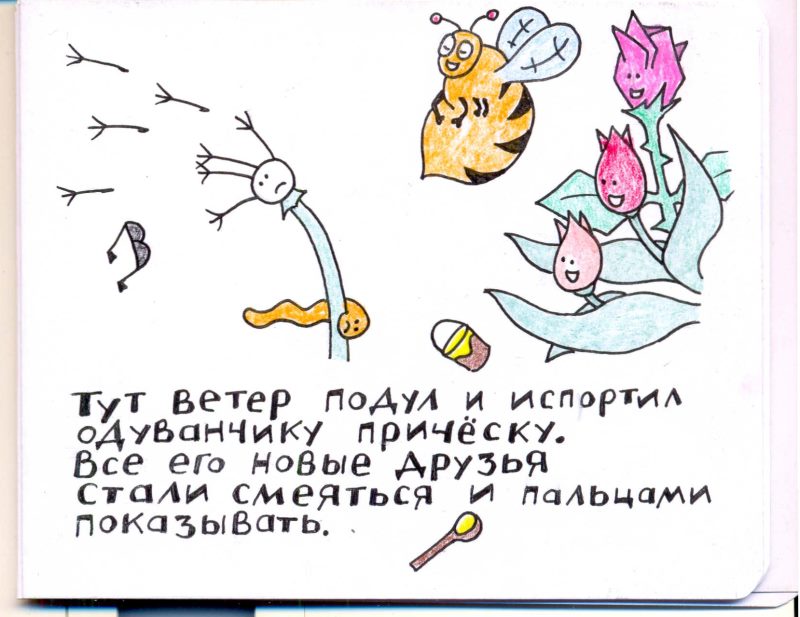 Тут ветер подул и испортил
одуванчику причёску.
Все его новые друзья
стали смеяться и пальцами
показывать.